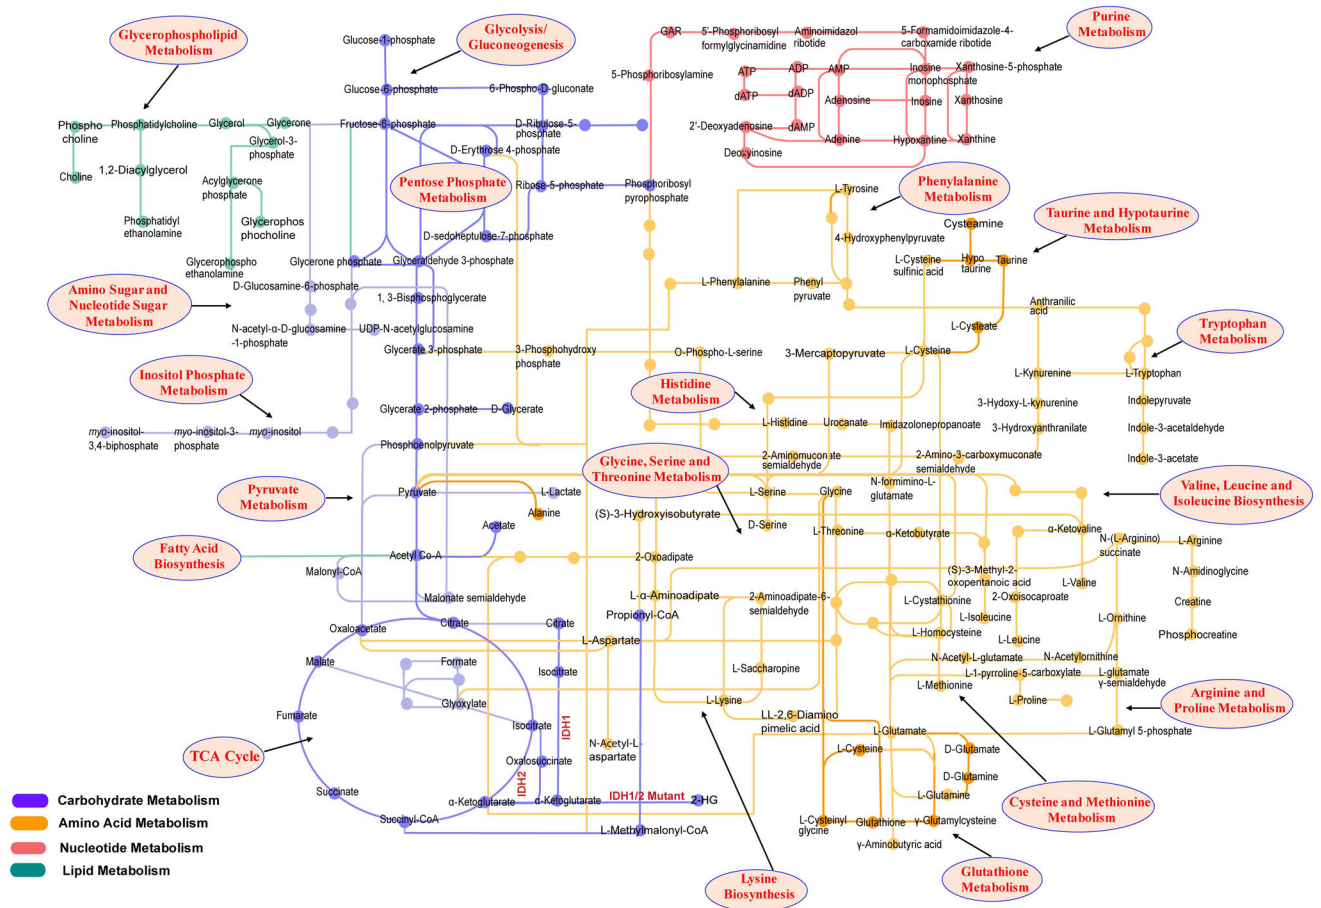 Glycerophospholipid
Metabolism
Glycolysis/
Gluconeogenesis
Purine
Metabolism
Glucose-1-phosphate
GAR
5'-Phosphoribosyl
formylglycinamidine
Aminoimidazol
ribotide
5-Formamidoimidazole-4-
carboxamide ribotide
5-Phosphoribosylamine
ATP
ADP
AMP
Inosine
monophosphate
Xanthosine-5-phosphate
Glucose-6-phosphate
6-Phospho-D-gluconate
dATP
dADP
Adenosine
Inosine
Xanthosine
Phospho
choline
Phosphatidylcholine
Glycerol
Glycerone
Fructose-6-phosphate
D-Ribulose-5-
phosphate
2'-Deoxyadenosine
dAMP
Adenine
Hypoxantine
Xanthine
Glycerol-3-
phosphate
D-Erythrose 4-phosphate
Deoxyinosine
Choline
1,2-Diacylglycerol
Acylglycerone
phosphate
Pentose Phosphate
Metabolism
Ribose-5-phosphate
Phosphoribosyl
pyrophosphate
L-Tyrosine
Phenylalanine
Metabolism
Taurine and Hypotaurine
Metabolism
Phosphatidyl
ethanolamine
Glycerophos
phocholine
D-sedoheptulose-7-phosphate
4-Hydroxyphenylpyruvate
Cysteamine
Glycerophospho
ethanolamine
Glycerone phosphate
Glyceraldehyde 3-phosphate
L-Cysteine
sulfinic acid
Hypo
taurine
Taurine
Amino Sugar and
Nucleotide Sugar
Metabolism
D-Glucosamine-6-phosphate
L-Phenylalanine
Phenyl
pyruvate
1, 3-Bisphosphoglycerate
Anthranilic
acid
N-acetyl-α-D-glucosamine
-1-phosphate
UDP-N-acetylglucosamine
L-Cysteate
Tryptophan
Metabolism
Glycerate 3-phosphate
3-Phosphohydroxy
phosphate
O-Phospho-L-serine
3-Mercaptopyruvate
L-Cysteine
Inositol Phosphate
Metabolism
Histidine
Metabolism
L-Kynurenine
L-Tryptophan
Glycerate 2-phosphate
D-Glycerate
3-Hydoxy-L-kynurenine
Indolepyruvate
myo-inositol-
3,4-biphosphate
myo-inositol-3-
phosphate
myo-inositol
L-Histidine
Urocanate
Imidazolonepropanoate
3-Hydroxyanthranilate
Indole-3-acetaldehyde
Phosphoenolpyruvate
Glycine, Serine and
Threonine Metabolism
2-Aminomuconate
semialdehyde
2-Amino-3-carboxymuconate
semialdehyde
Indole-3-acetate
Pyruvate
Metabolism
Pyruvate
L-Lactate
L-Serine
Glycine
N-formimino-L-
glutamate
Valine, Leucine and
Isoleucine Biosynthesis
Alanine
(S)-3-Hydroxyisobutyrate
Acetate
D-Serine
L-Threonine
α-Ketobutyrate
α-Ketovaline
N-(L-Arginino)
succinate
L-Arginine
Fatty Acid
Biosynthesis
Acetyl Co-A
2-Oxoadipate
Malonyl-CoA
(S)-3-Methyl-2-
oxopentanoic acid
L-Valine
N-Amidinoglycine
Malonate semialdehyde
L-α-Aminoadipate
2-Aminoadipate-6-
semialdehyde
L-Cystathionine
2-Oxoisocaproate
Creatine
Propionyl-CoA
L-Isoleucine
L-Ornithine
Oxaloacetate
Citrate
Citrate
L-Aspartate
L-Homocysteine
L-Leucine
Phosphocreatine
Malate
Formate
Isocitrate
L-Saccharopine
N-Acetyl-L-glutamate
N-Acetylornithine
L-1-pyrroline-5-carboxylate
L-glutamate
γ-semialdehyde
L-Methionine
Glyoxylate
L-Lysine
L-Proline
Arginine and
Proline Metabolism
Fumarate
Isocitrate
IDH1
LL-2,6-Diamino
pimelic acid
L-Glutamate
L-Glutamyl 5-phosphate
TCA Cycle
N-Acetyl-L-
aspartate
L-Cysteine
D-Glutamate
Oxalosuccinate
IDH2
D-Glutamine
Succinate
α-Ketoglutarate
α-Ketoglutarate
IDH1/2 Mutant
2-HG
L-Glutamine
Cysteine and Methionine
Metabolism
Succinyl-CoA
L-Methylmalonyl-CoA
L-Cysteinyl
glycine
Glutathione
γ-Glutamylcysteine
γ-Aminobutyric acid
Lysine
Biosynthesis
Glutathione
Metabolism
Carbohydrate Metabolism
Amino Acid Metabolism
Nucleotide Metabolism
Lipid Metabolism